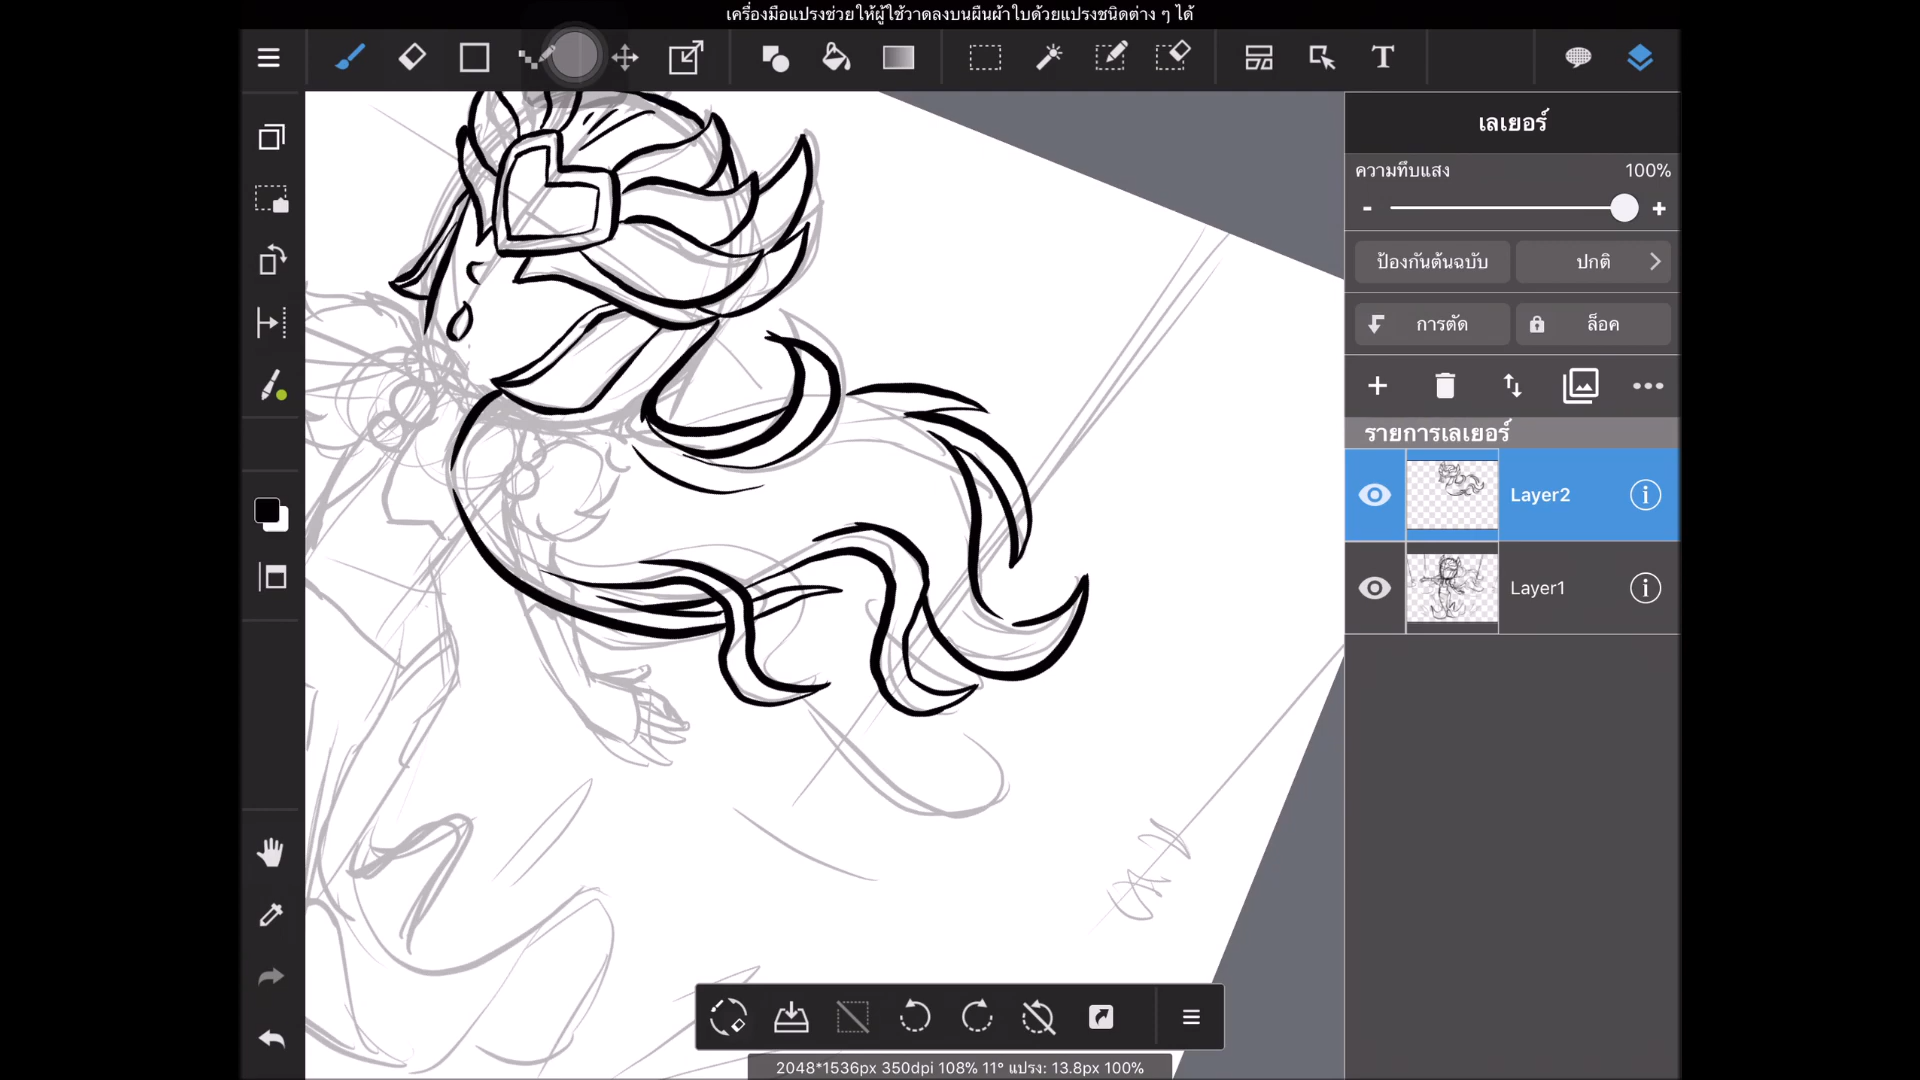 เครื่องมือแปรงช่วยให้ผู้ใช้วาดลงบนผืนผ้าใบด้วยแปรงชนิดต่าง ๆ ได้
T
เลเยอร์
ความทึบแสง 100%
- +
ป้องกันต้นฉบับ ปกติ
การตัด ล็อค
รายการเลเยอร์
Layer2
Layer1
2048*1536px 350dpi 108% 11° แปรง: 13.8px 100%